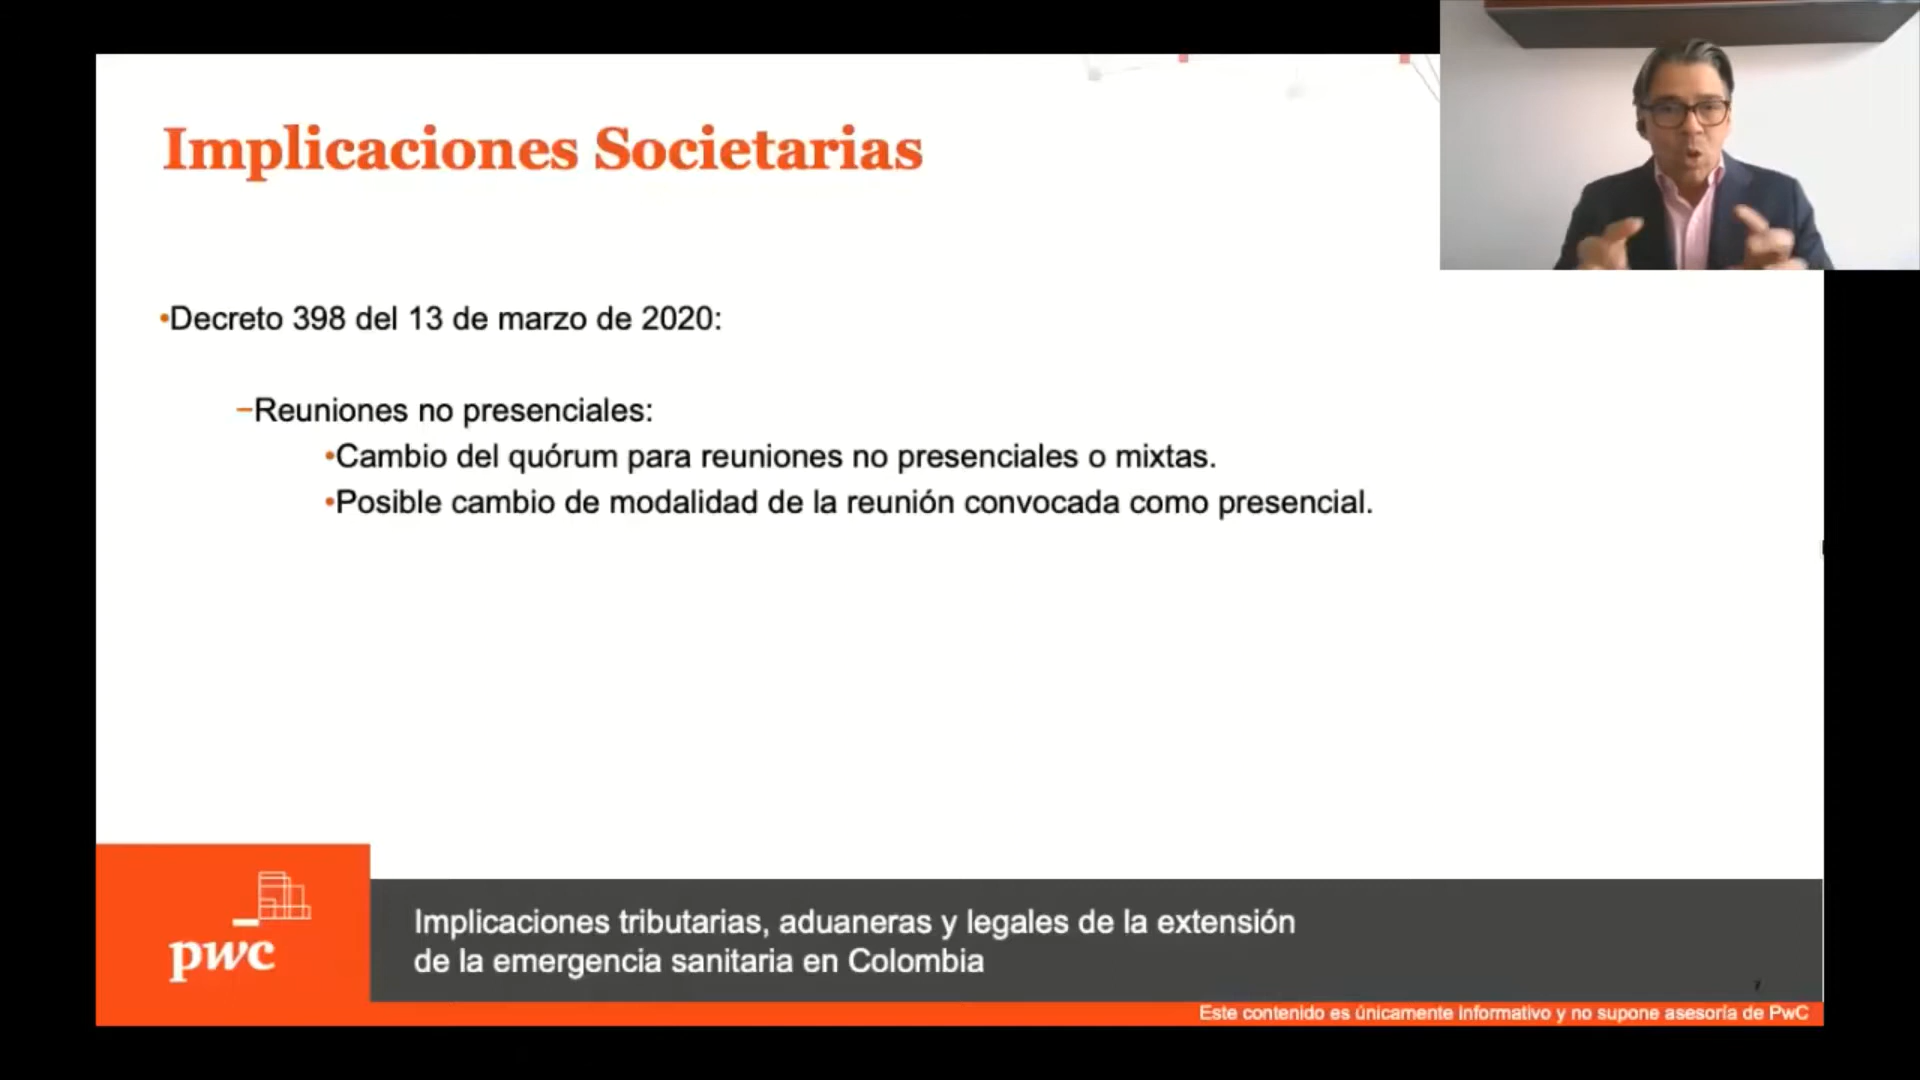 Implicaciones Societarias
•Decreto 398 del 13 de marzo de 2020:
–Reuniones no presenciales:
•Cambio del quórum para reuniones no presenciales o mixtas.
•Posible cambio de modalidad de la reunión convocada como presencial.
pwc
Implicaciones tributarias, aduaneras y legales de la extensión
de la emergencia sanitaria en Colombia
7
Este contenido es únicamente informativo y no supone asesoría de PwC